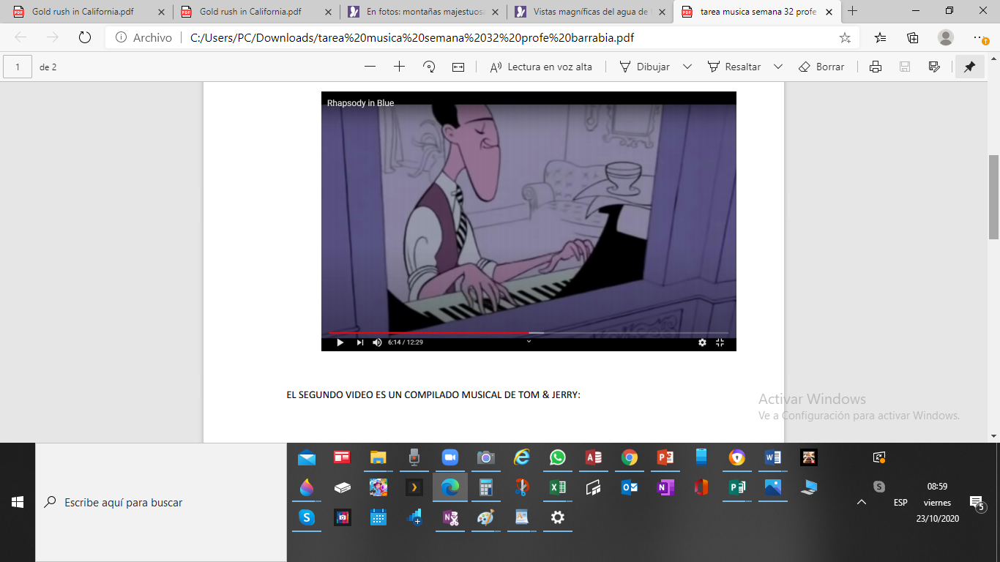 Gold rush in California.pdf
Gold rush in California.pdf
En fotos: montañas majestuosa
Vistas magníficas del agua de
tarea musica semana 32 profe
Archivo
C:/Users/PC/Downloads/tarea%20musica%20semana%2032%20profe%20barrabia.pdf
1 de 2
Lectura en voz alta
Dibujar
Resaltar
Borrar
Rhapsody in Blue
6:14 / 12:29
EL SEGUNDO VIDEO ES UN COMPILADO MUSICAL DE TOM & JERRY:
Activar Windows
Ve a Configuración para activar Windows.
Escribe aquí para buscar
ESP
08:59
viernes
23/10/2020
5